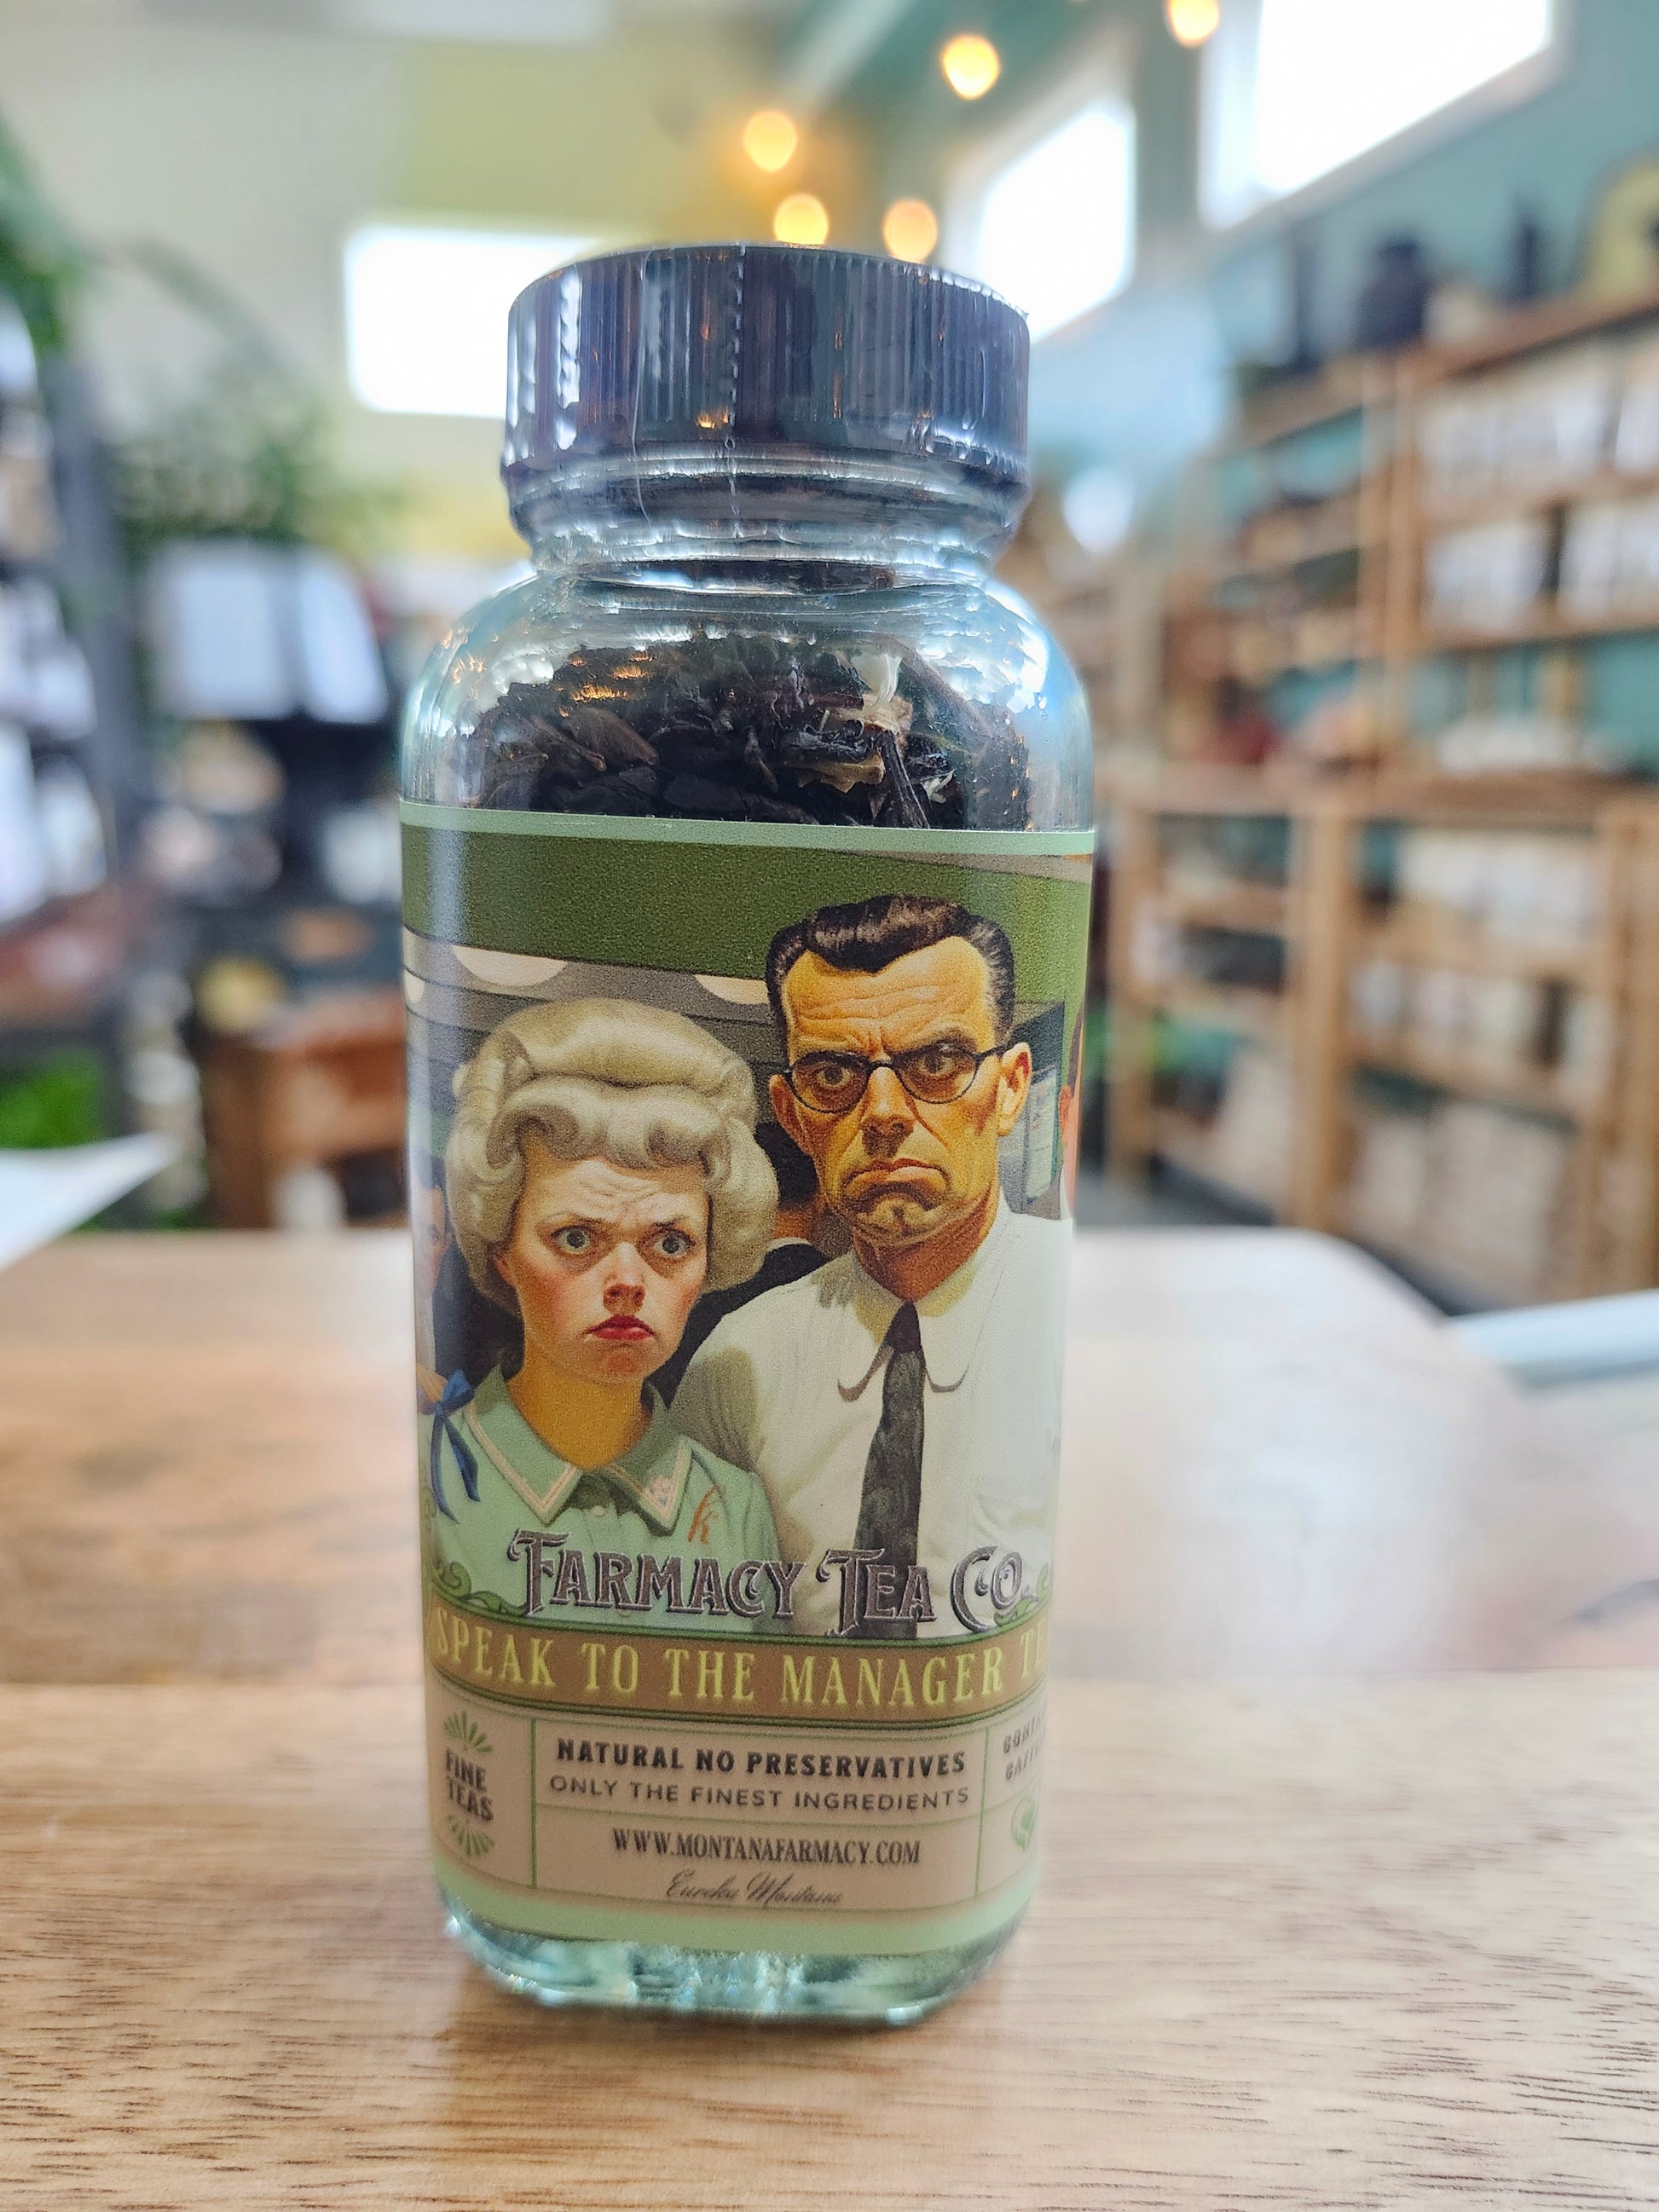 FARMACY TEA CO.
SPEAK TO THE MANAGER
FINE
TEAS
NATURAL NO PRESERVATIVES
ONLY THE FINEST INGREDIENTS
WWW.MONTANAFARMACY.COM
Eureka Montana